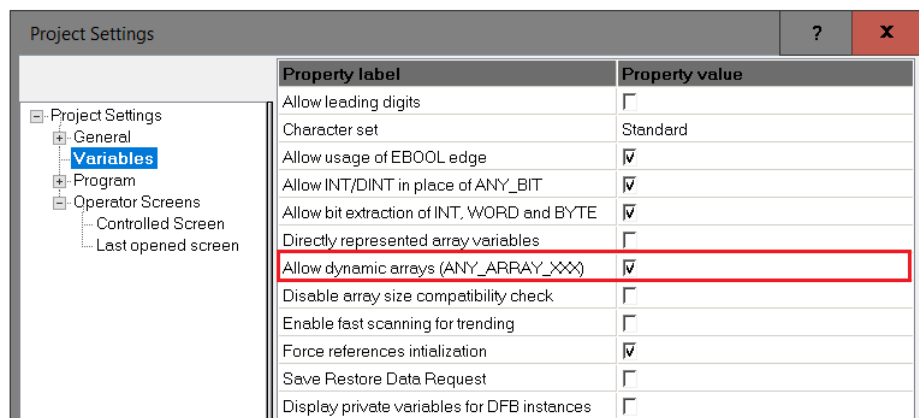 Project Settings
?
x
Property label Property value
Project Settings
General
Variables
Program
Operator Screens
Controlled Screen
Last opened screen
Allow leading digits
Character set Standard
Allow usage of EBOOL edge
Allow INT/DINT in place of ANY_BIT
Allow bit extraction of INT, WORD and BYTE
Directly represented array variables
Allow dynamic arrays (ANY_ARRAY_XXX)
Disable array size compatibility check
Enable fast scanning for trending
Force references intialization
Save Restore Data Request
Display private variables for DFB instances